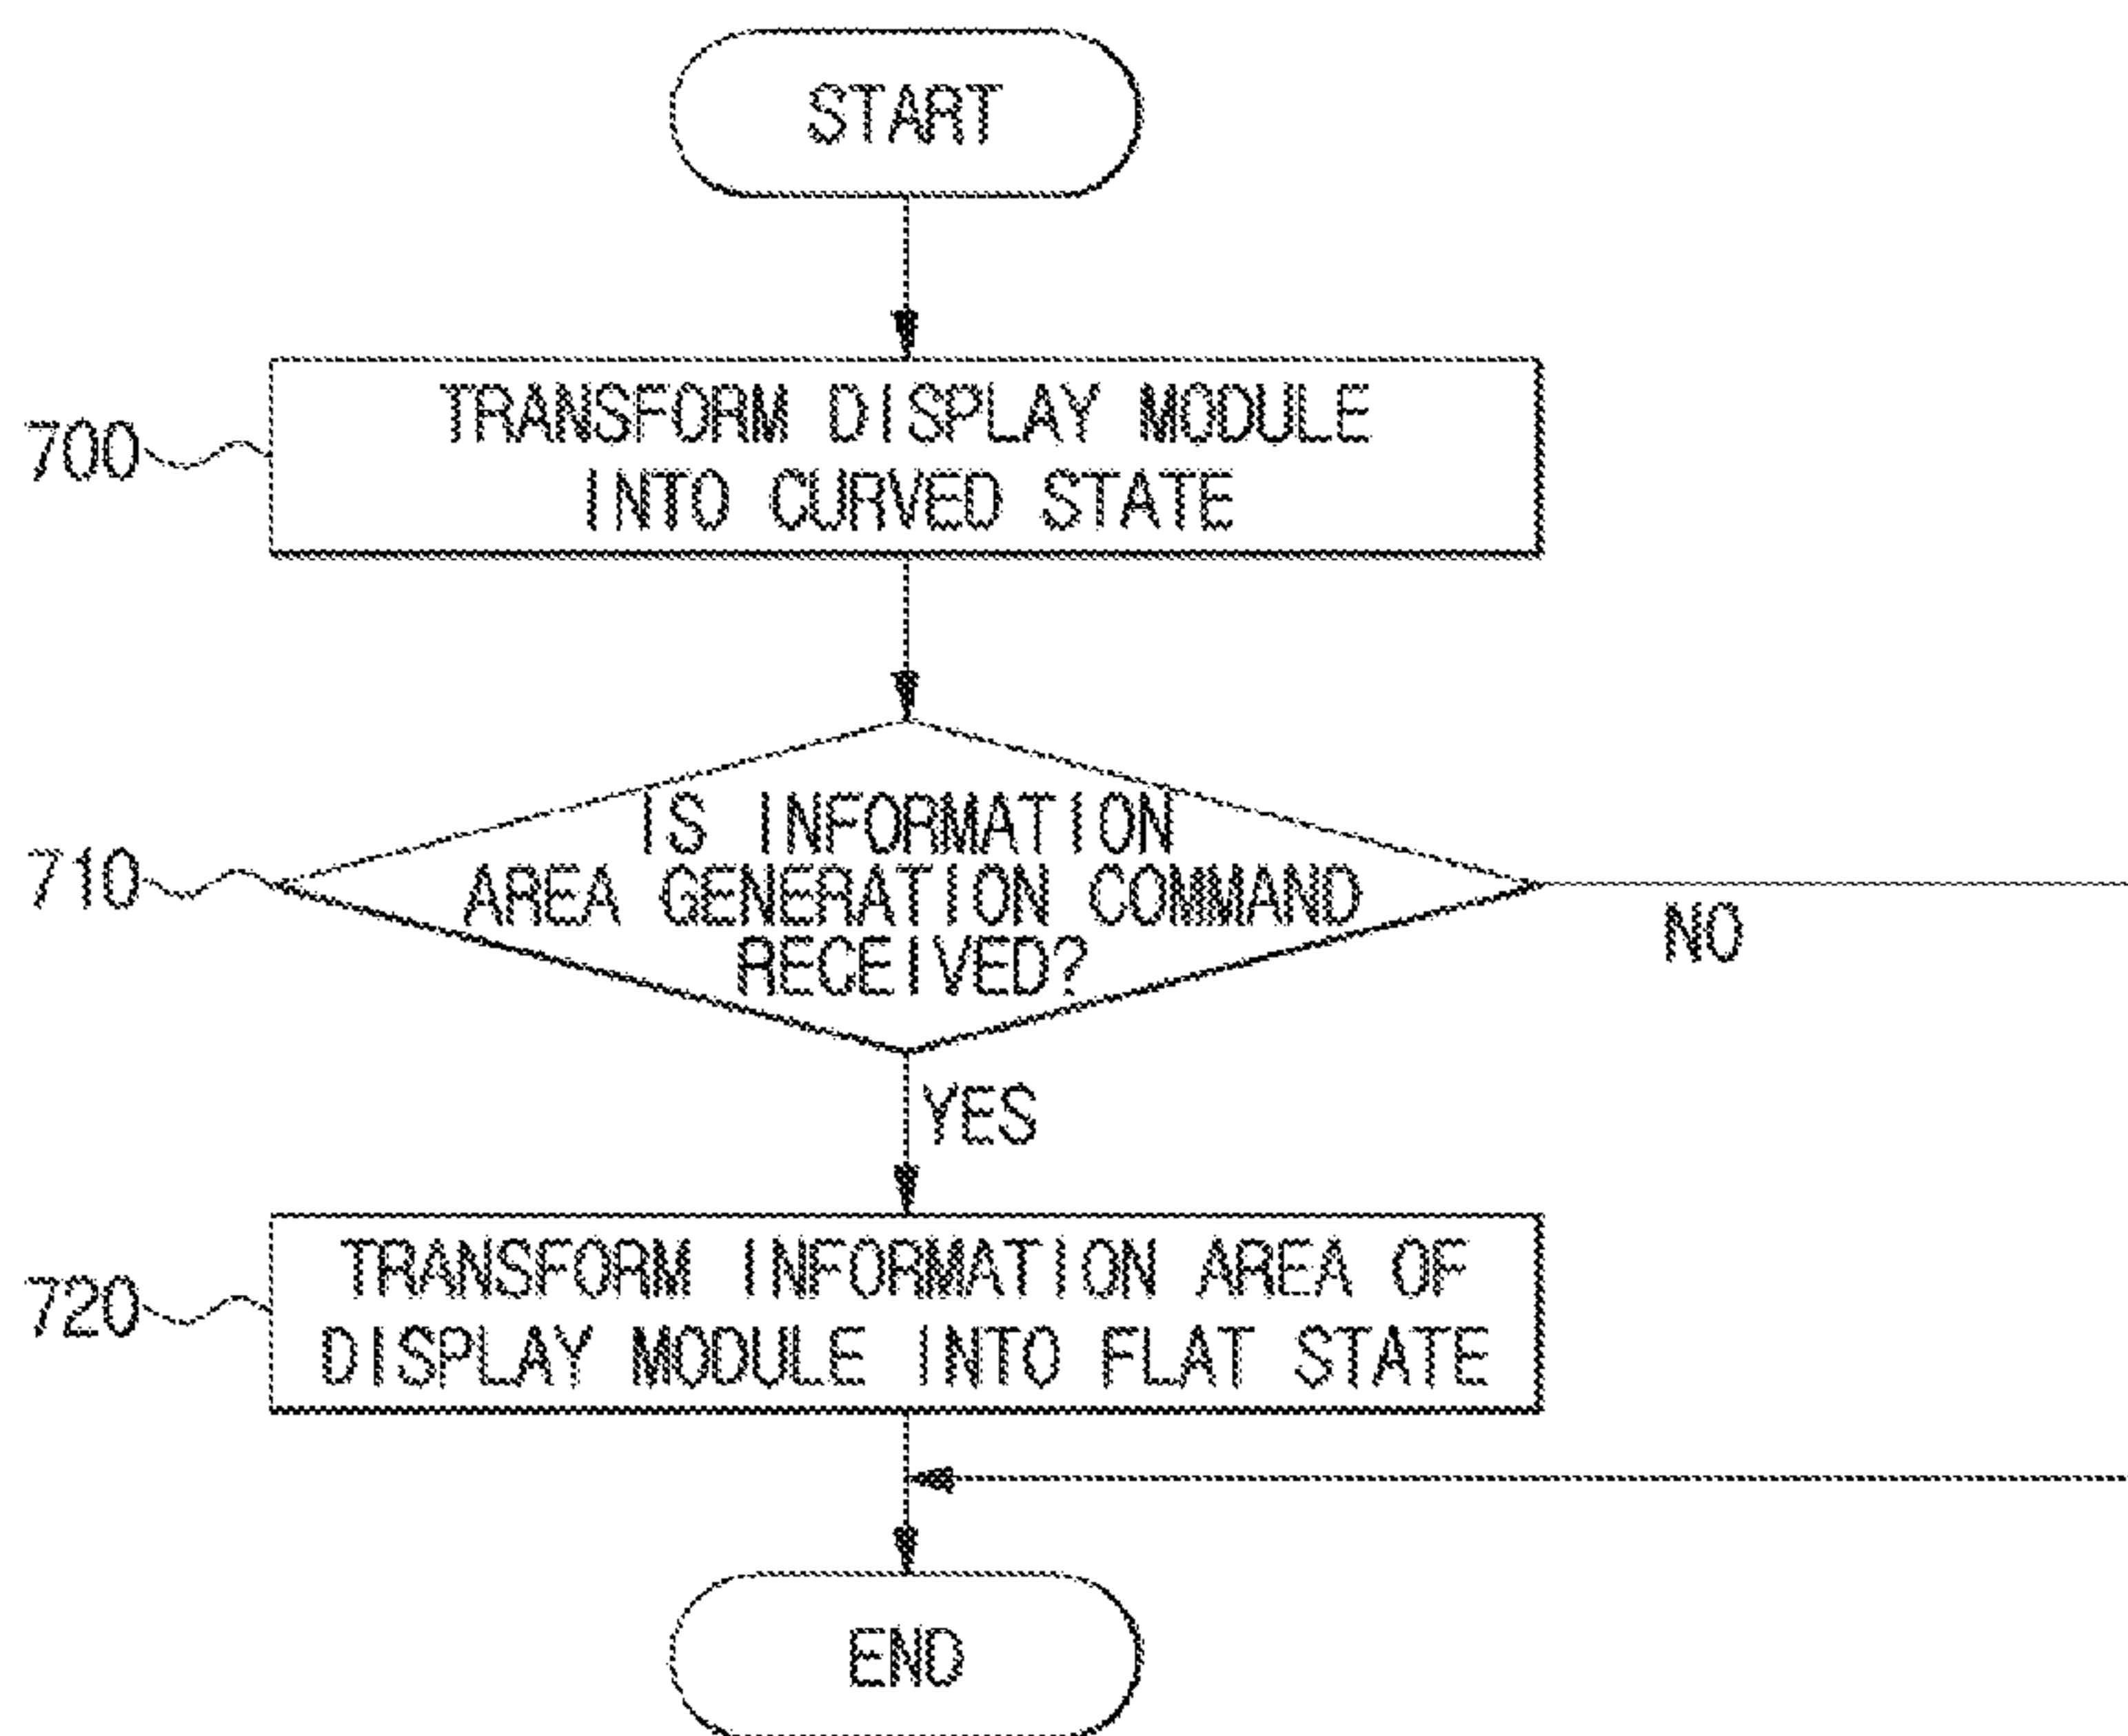 START
700
TRANSFORM DISPLAY MODULE
INTO CURVED STATE
710
IS INFORMATION
AREA GENERATION COMMAND
RECEIVED?
NO
YES
720
TRANSFORM INFORMATION AREA OF
DISPLAY MODULE INTO FLAT STATE
END